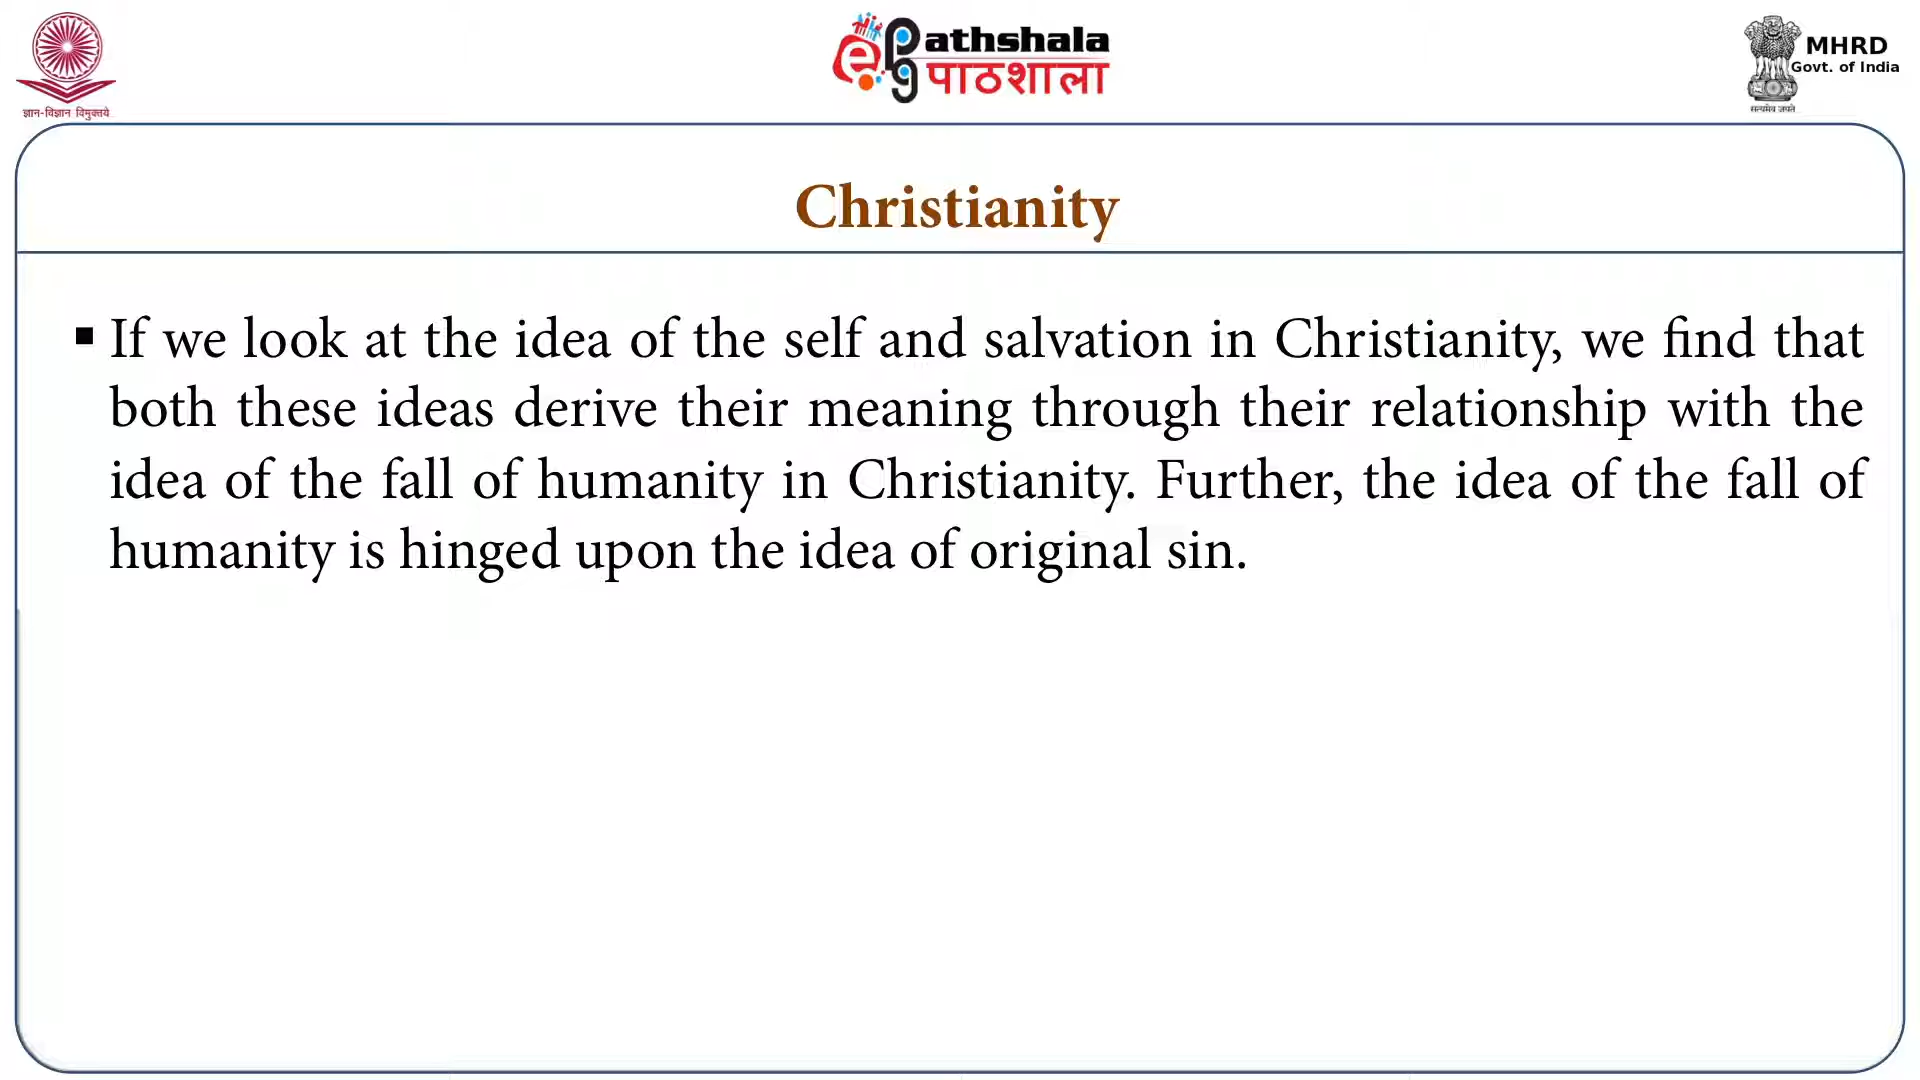 ज्ञान-विज्ञान विमुक्तये
ePG Pathshala
पाठशाला
MHRD
Govt. of India
सत्यमेव जयते
Christianity
▪ If we look at the idea of the self and salvation in Christianity, we find that
both these ideas derive their meaning through their relationship with the
idea of the fall of humanity in Christianity. Further, the idea of the fall of
humanity is hinged upon the idea of original sin.